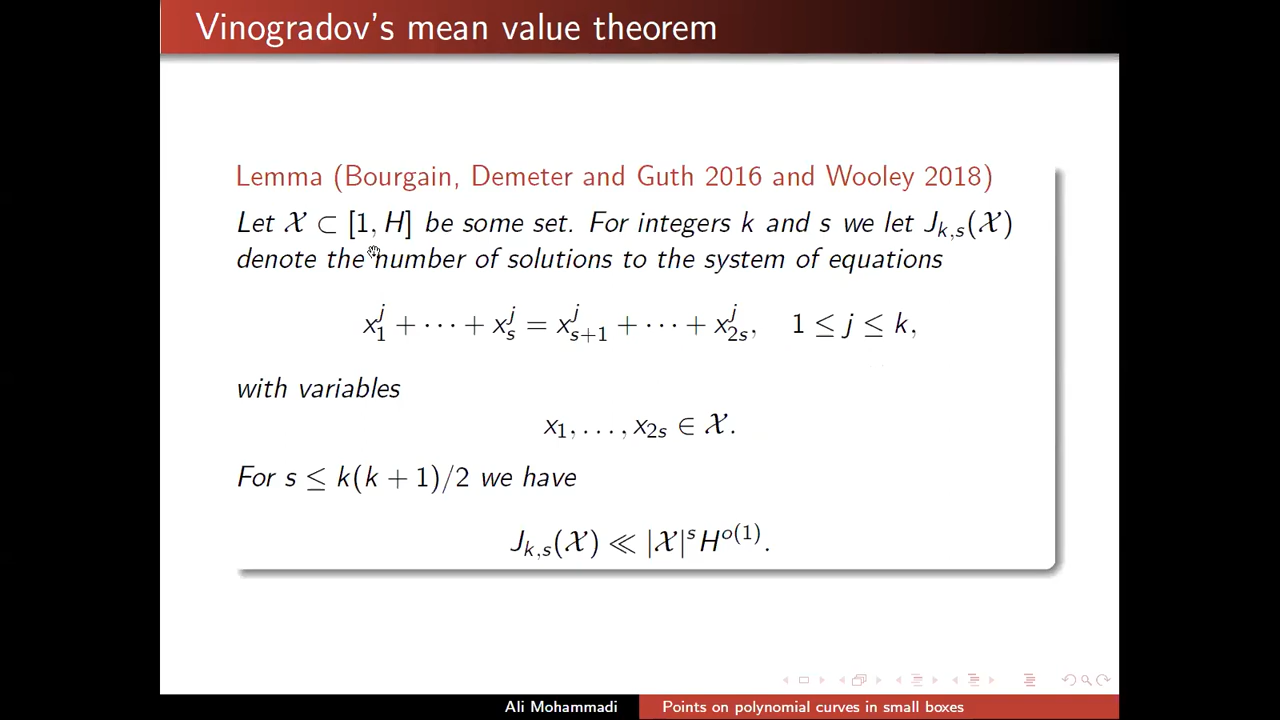 Vinogradov's mean value theorem
Lemma (Bourgain, Demeter and Guth 2016 and Wooley 2018)
Let 𝒳 ⊂ [1, H] be some set. For integers k and s we let J_{k,s}(𝒳)
denote the number of solutions to the system of equations
x_1^j + ⋯ + x_s^j = x_{s+1}^j + ⋯ + x_{2s}^j, 1 ≤ j ≤ k,
with variables
x_1, …, x_{2s} ∈ 𝒳.
For s ≤ k(k + 1)/2 we have
J_{k,s}(𝒳) ≪ |𝒳|^s H^{o(1)}.
Ali Mohammadi Points on polynomial curves in small boxes